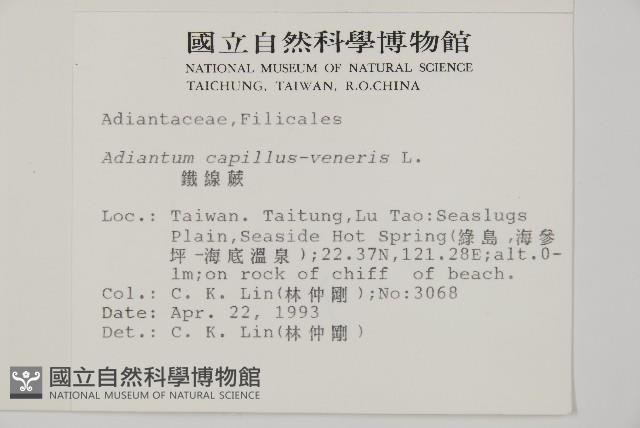 國立自然科學博物館
NATIONAL MUSEUM OF NATURAL SCIENCE
TAICHUNG, TAIWAN, R.O.CHINA
Adiantaceae,Filicales
Adiantum capillus-veneris L.
鐵線蕨
Loc.: Taiwan. Taitung,Lu Tao:Seaslugs
Plain,Seaside Hot Spring(綠島,海參
坪-海底溫泉);22.37N,121.28E;alt.0-
1m;on rock of chiff of beach.
Col.: C. K. Lin(林仲剛);No:3068
Date: Apr. 22, 1993
Det.: C. K. Lin(林仲剛)
國立自然科學博物館
NATIONAL MUSEUM OF NATURAL SCIENCE